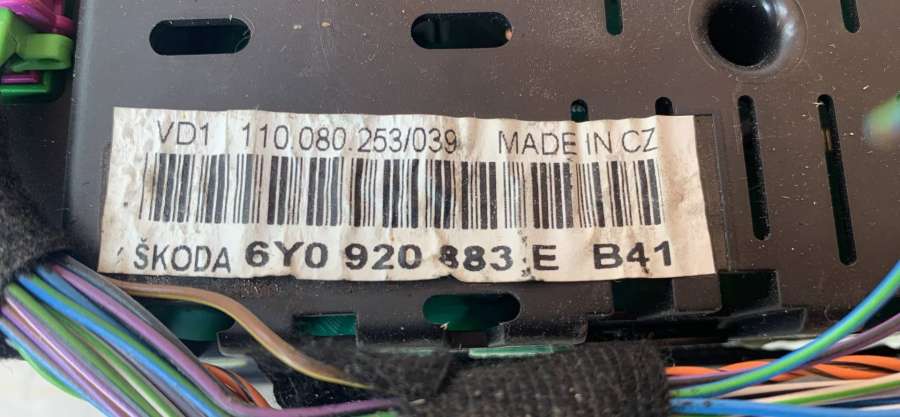 VD1 110.080.253/039 MADE IN CZ
ŠKODA 6Y0 920 883 E B41